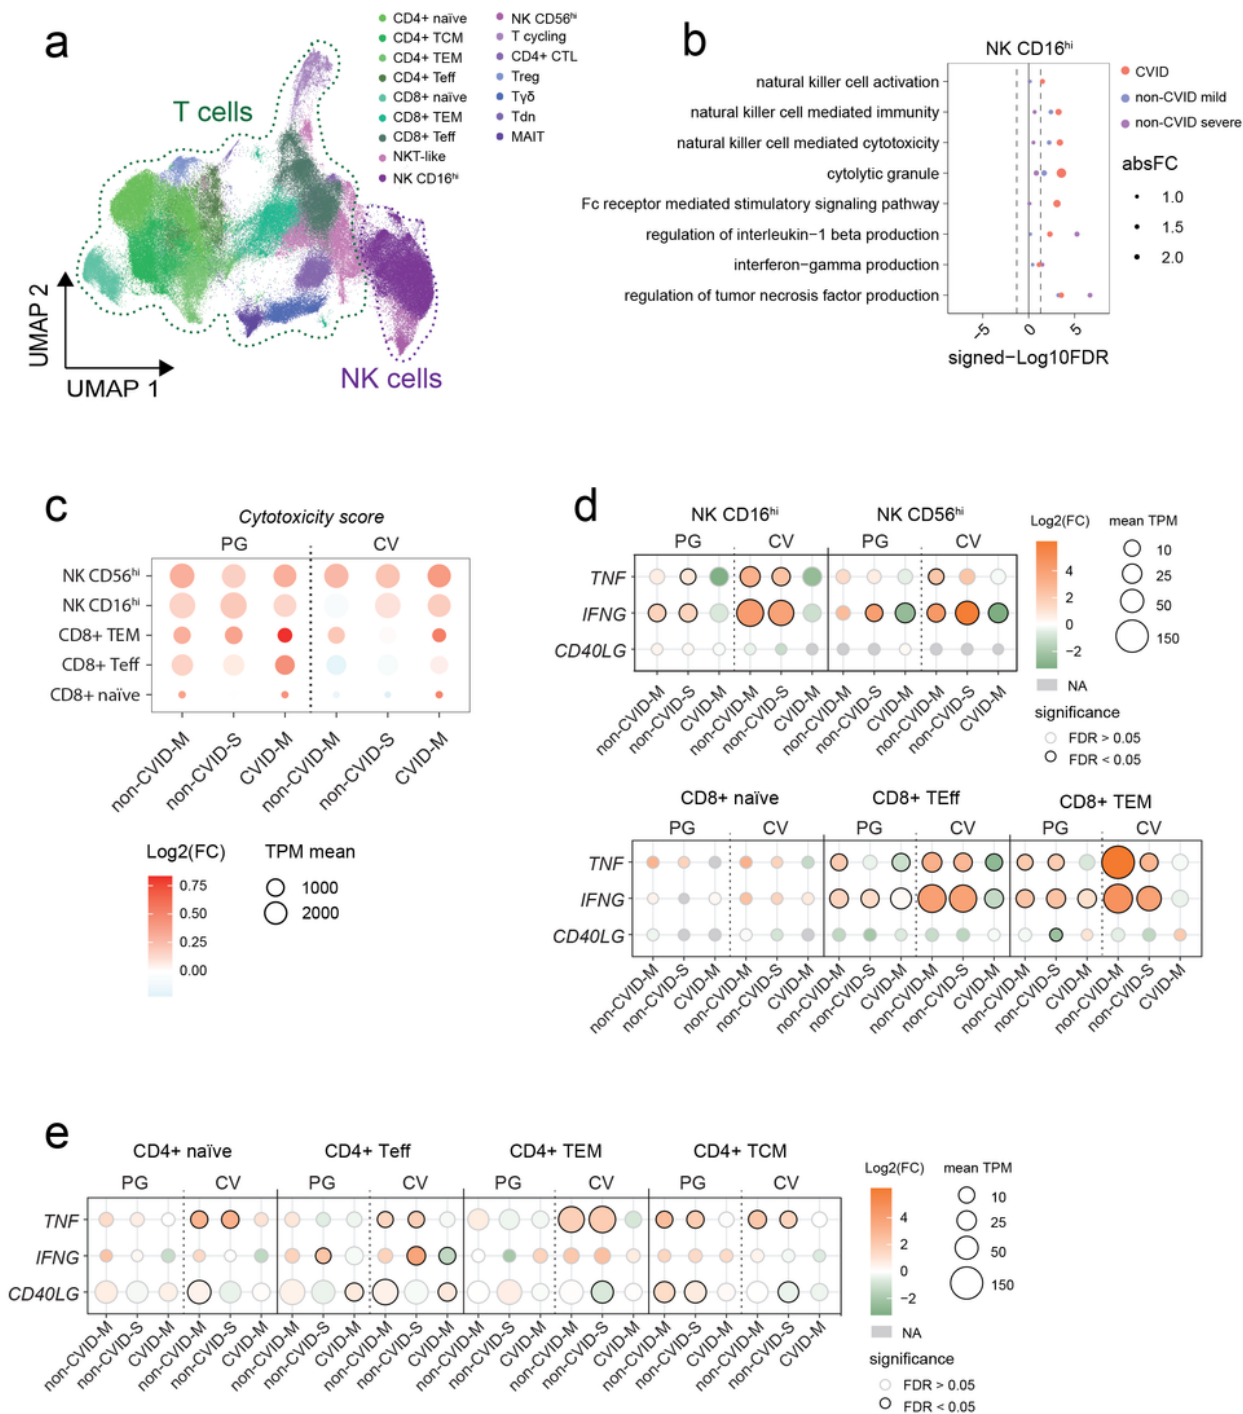 a
T cells
NK cells
UMAP 2
UMAP 1
CD4+ naïve
CD4+ TCM
CD4+ TEM
CD4+ Teff
CD8+ naïve
CD8+ TEM
CD8+ Teff
NKT-like
NK CD16hi
NK CD56hi
T cycling
CD4+ CTL
Treg
Tγδ
Tdn
MAIT
b
NK CD16hi
natural killer cell activation
natural killer cell mediated immunity
natural killer cell mediated cytotoxicity
cytolytic granule
Fc receptor mediated stimulatory signaling pathway
regulation of interleukin−1 beta production
interferon−gamma production
regulation of tumor necrosis factor production
-5 0 5
signed−Log10FDR
CVID
non-CVID mild
non-CVID severe
absFC
1.0
1.5
2.0
c
Cytotoxicity score
PG CV
NK CD56hi
NK CD16hi
CD8+ TEM
CD8+ Teff
CD8+ naïve
non-CVID-M non-CVID-S CVID-M non-CVID-M non-CVID-S CVID-M
Log2(FC)
0.75
0.50
0.25
0.00
TPM mean
1000
2000
d
NK CD16hi NK CD56hi
PG CV PG CV
TNF
IFNG
CD40LG
non-CVID-M non-CVID-S CVID-M non-CVID-M non-CVID-S CVID-M non-CVID-M non-CVID-S CVID-M non-CVID-M non-CVID-S CVID-M
CD8+ naïve CD8+ TEff CD8+ TEM
PG CV PG CV PG CV
TNF
IFNG
CD40LG
non-CVID-M non-CVID-S CVID-M non-CVID-M non-CVID-S CVID-M non-CVID-M non-CVID-S CVID-M non-CVID-M non-CVID-S CVID-M non-CVID-M non-CVID-S CVID-M non-CVID-M non-CVID-S CVID-M
Log2(FC)
4
2
0
−2
NA
mean TPM
10
25
50
150
significance
FDR > 0.05
FDR < 0.05
e
CD4+ naïve CD4+ Teff CD4+ TEM CD4+ TCM
PG CV PG CV PG CV PG CV
TNF
IFNG
CD40LG
non-CVID-M non-CVID-S CVID-M non-CVID-M non-CVID-S CVID-M non-CVID-M non-CVID-S CVID-M non-CVID-M non-CVID-S CVID-M non-CVID-M non-CVID-S CVID-M non-CVID-M non-CVID-S CVID-M non-CVID-M non-CVID-S CVID-M non-CVID-M non-CVID-S CVID-M
Log2(FC)
4
2
0
−2
NA
mean TPM
10
25
50
150
significance
FDR > 0.05
FDR < 0.05